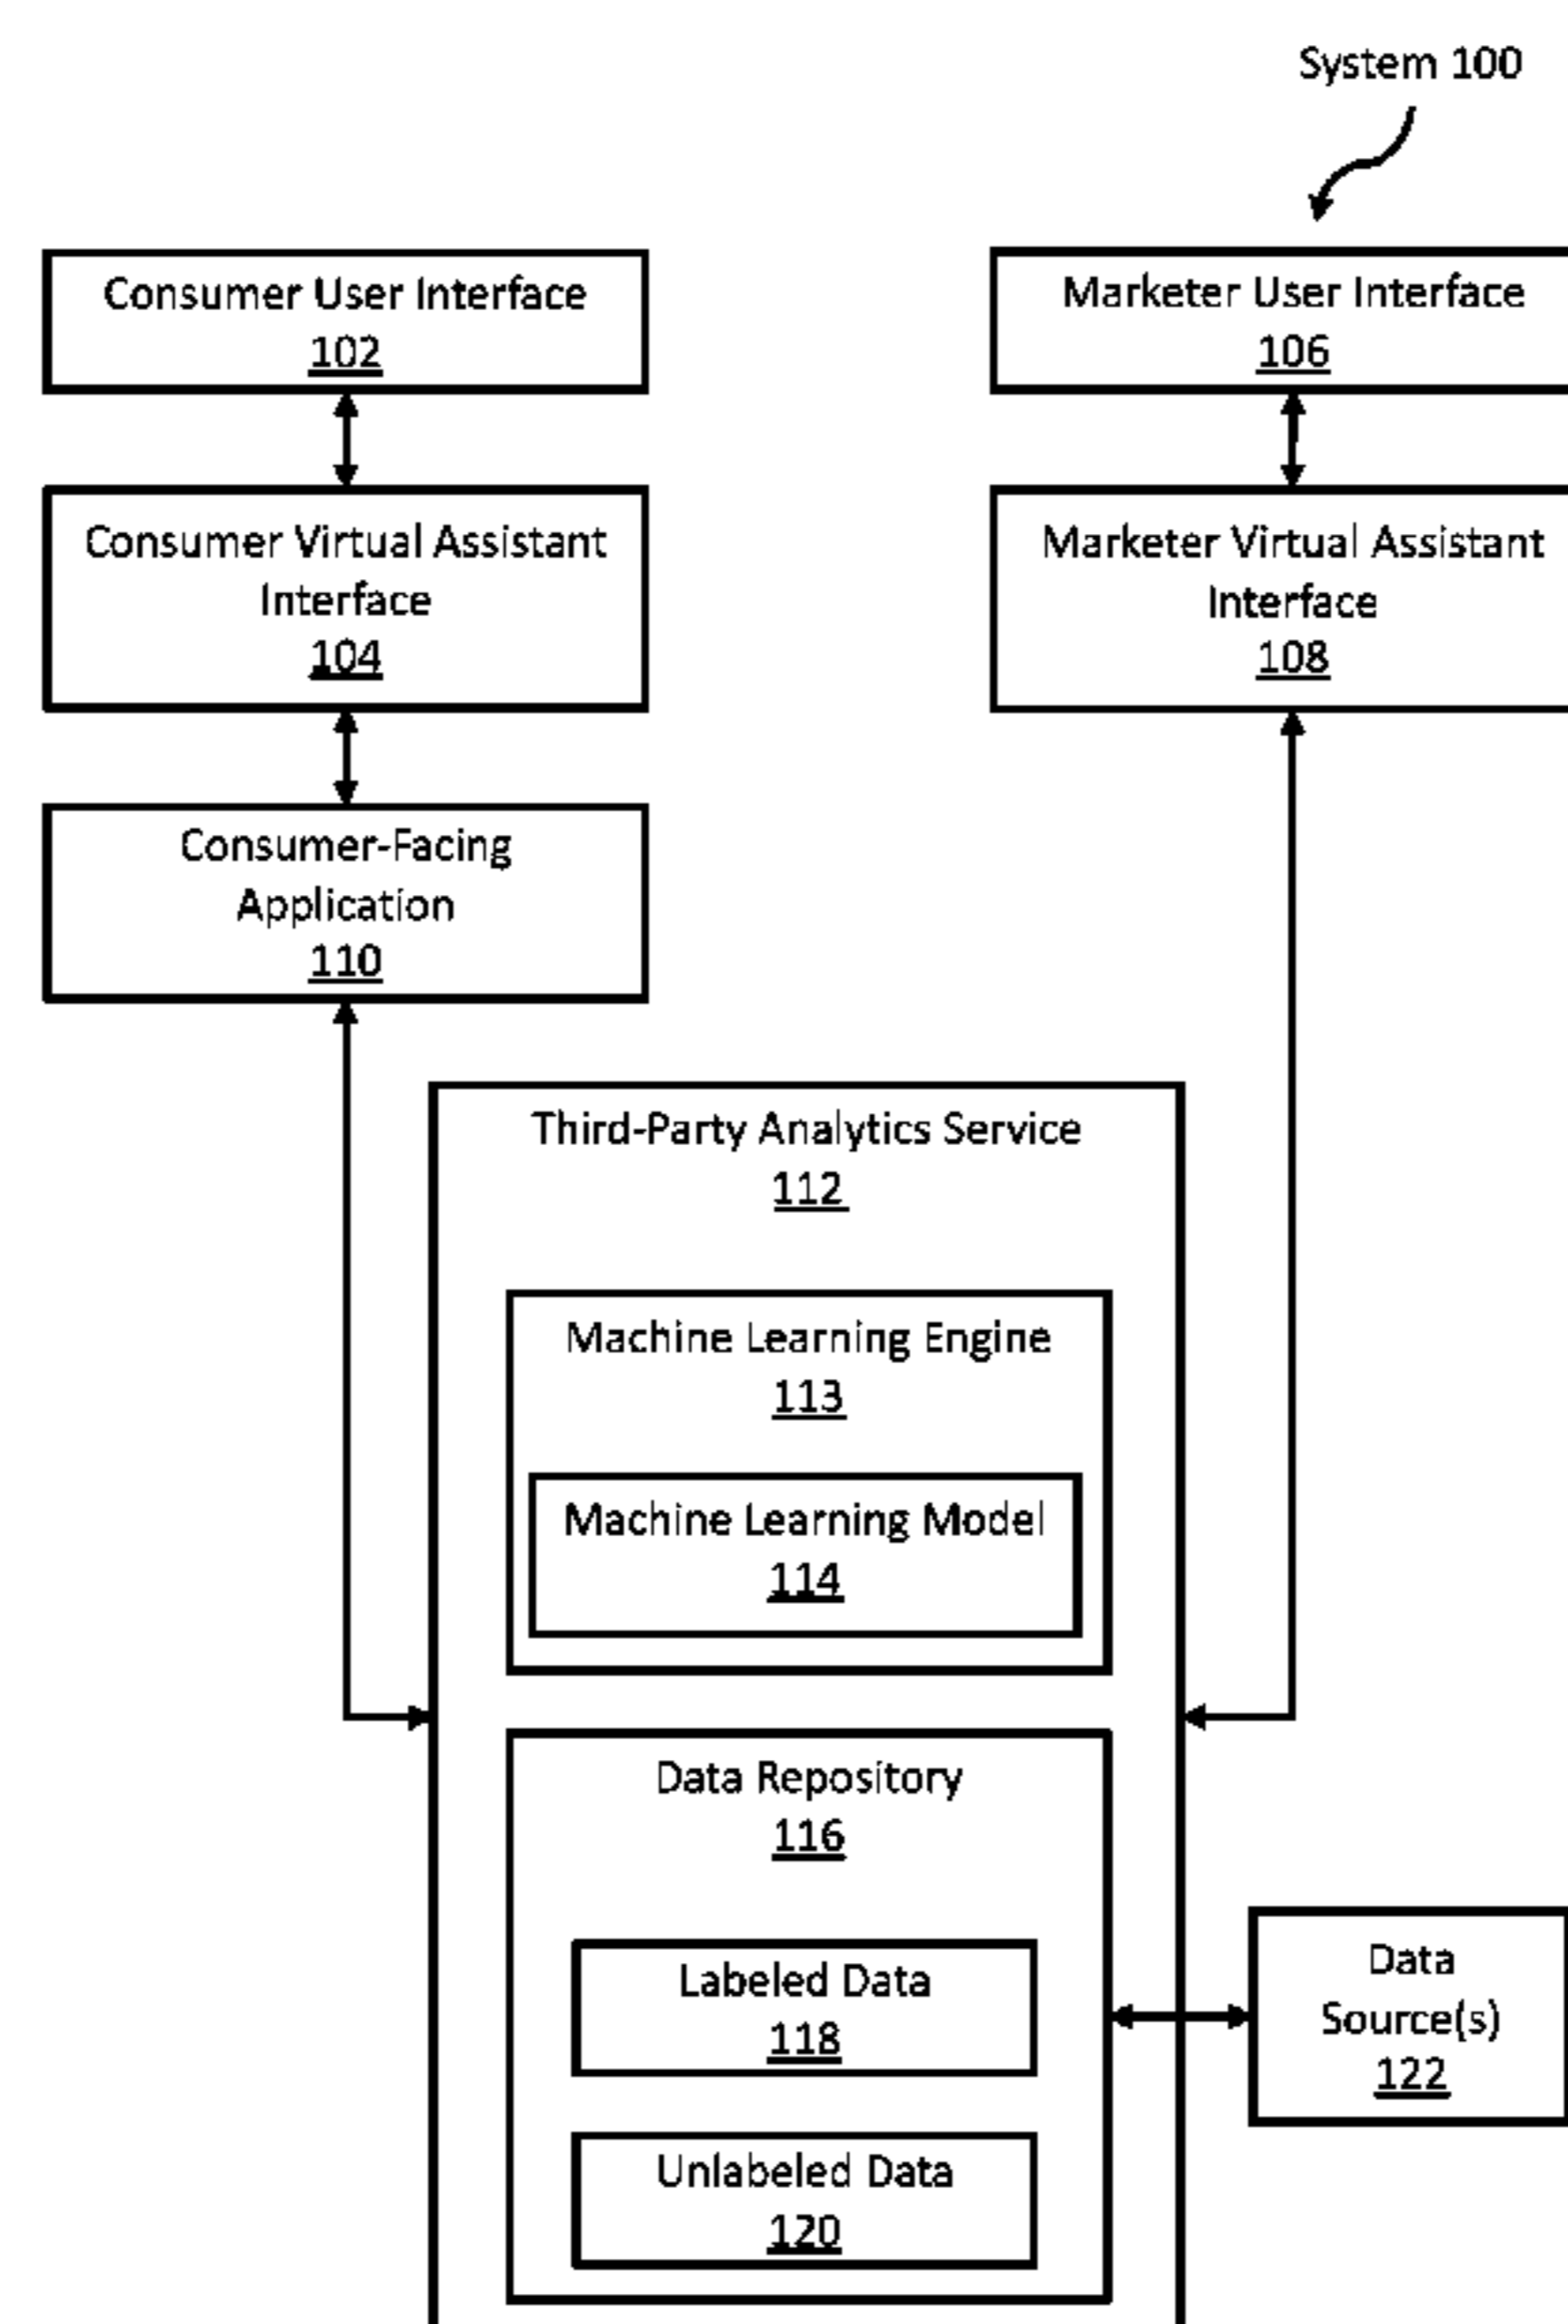 System 100
Consumer User Interface
102
Marketer User Interface
106
Consumer Virtual Assistant
Interface
104
Marketer Virtual Assistant
Interface
108
Consumer-Facing
Application
110
Third-Party Analytics Service
112
Machine Learning Engine
113
Machine Learning Model
114
Data Repository
116
Labeled Data
118
Unlabeled Data
120
Data
Source(s)
122